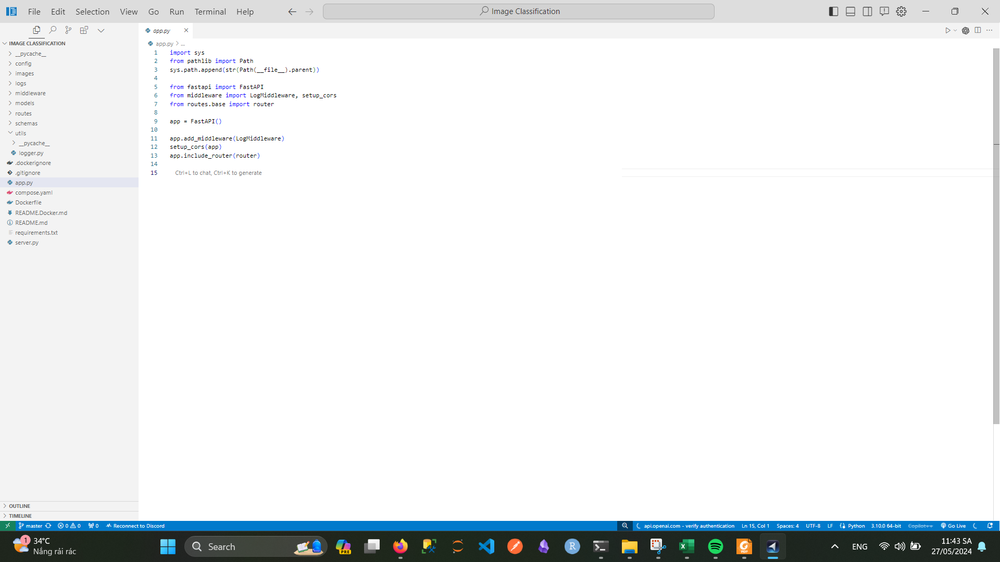 File Edit Selection View Go Run Terminal Help
Image Classification
IMAGE CLASSIFICATION
__pycache__
config
images
logs
middleware
models
routes
schemas
utils
__pycache__
logger.py
.dockerignore
.gitignore
app.py
compose.yaml
Dockerfile
README.Docker.md
README.md
requirements.txt
server.py
OUTLINE
TIMELINE
app.py
app.py > ...
1 import sys
2 from pathlib import Path
3 sys.path.append(str(Path(__file__).parent))
4
5 from fastapi import FastAPI
6 from middleware import LogMiddleware, setup_cors
7 from routes.base import router
8
9 app = FastAPI()
10
11 app.add_middleware(LogMiddleware)
12 setup_cors(app)
13 app.include_router(router)
14
15 Ctrl+L to chat, Ctrl+K to generate
master 0 0 0 Reconnect to Discord api.openai.com - verify authentication Ln 15, Col 1 Spaces: 4 UTF-8 LF Python 3.10.0 64-bit Copilot++ Go Live
1 34°C
Nắng rải rác
Search
PRE
R
PDF
ENG
11:43 SA
27/05/2024